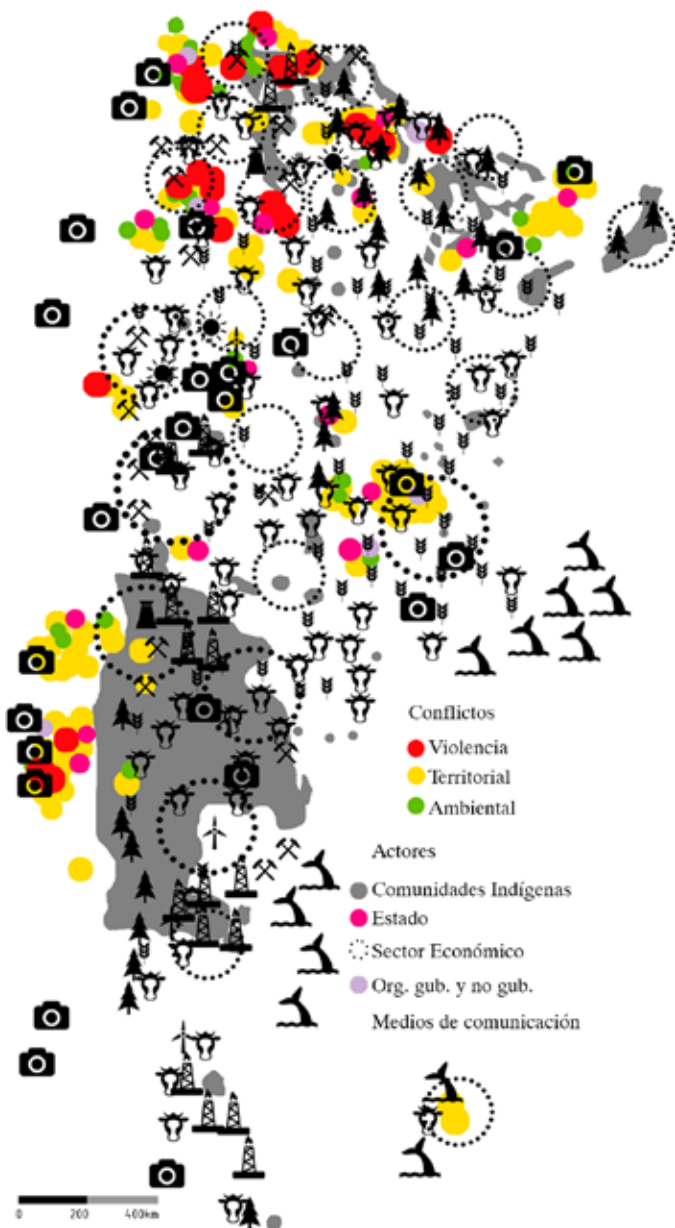 Conflictos
Violencia
Territorial
Ambiental
Actores
Comunidades Indígenas
Estado
Sector Económico
Org. gub. y no gub.
Medios de comunicación
0 200 400km